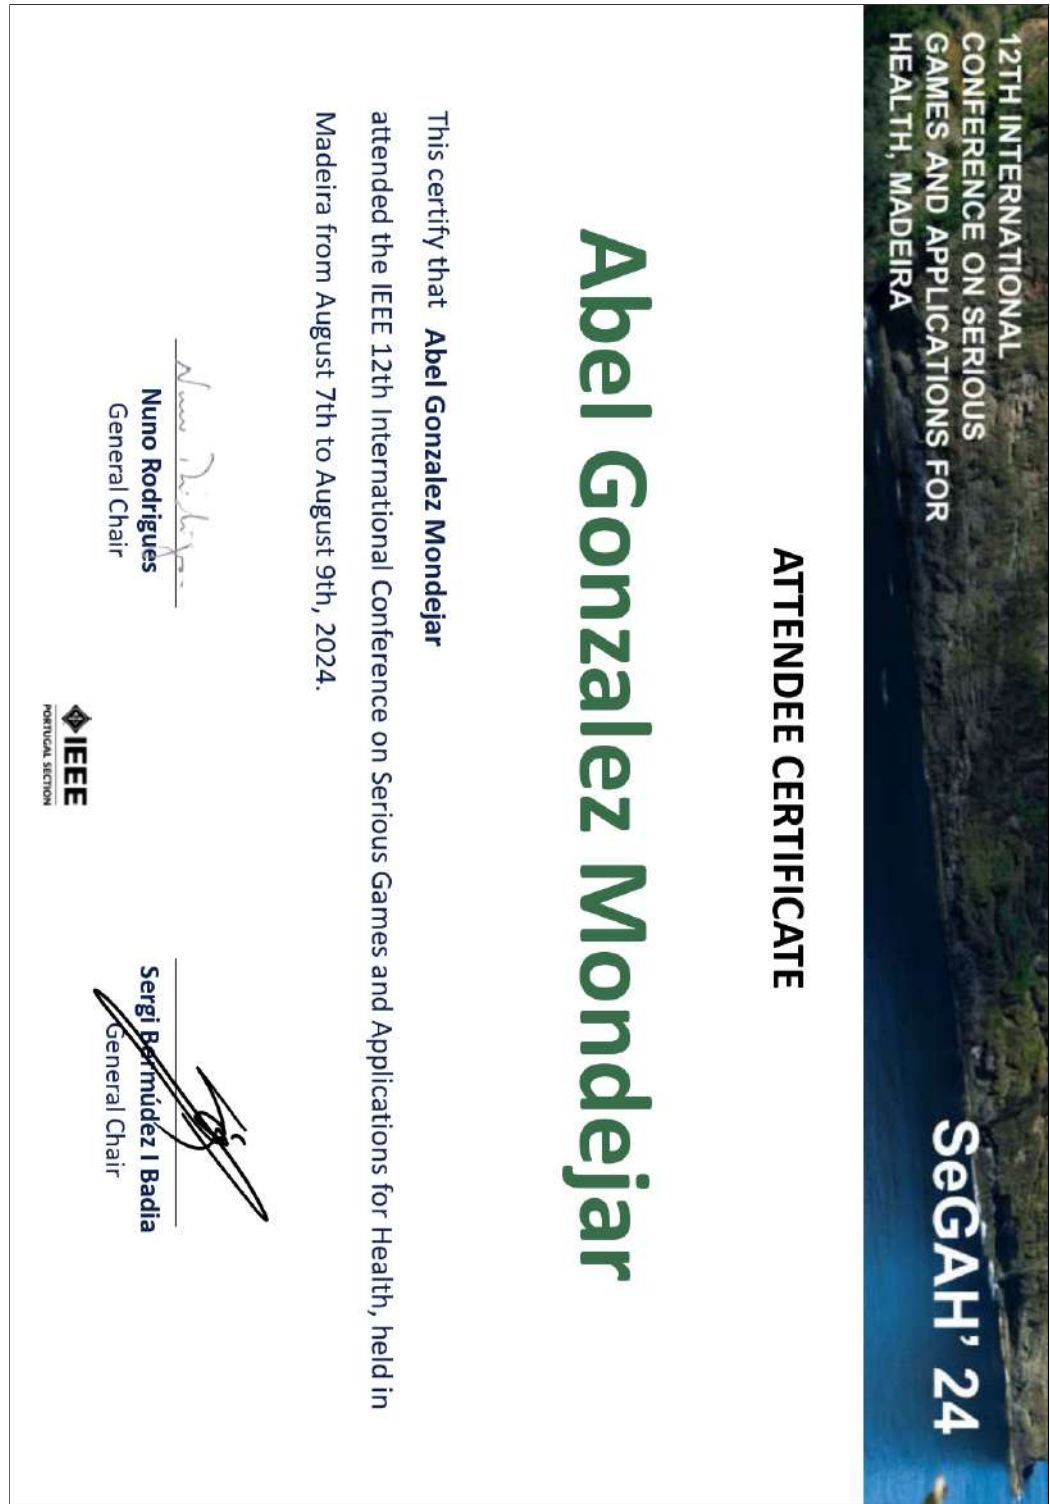 12TH INTERNATIONAL
CONFERENCE ON SERIOUS
GAMES AND APPLICATIONS FOR
HEALTH, MADEIRA
SeGAH' 24
ATTENDEE CERTIFICATE
Abel Gonzalez Mondejar
This certify that Abel Gonzalez Mondejar
attended the IEEE 12th International Conference on Serious Games and Applications for Health, held in
Madeira from August 7th to August 9th, 2024.
Nuno Rodrigues
General Chair
Sergi Bermúdez I Badia
General Chair
IEEE
PORTUGAL SECTION